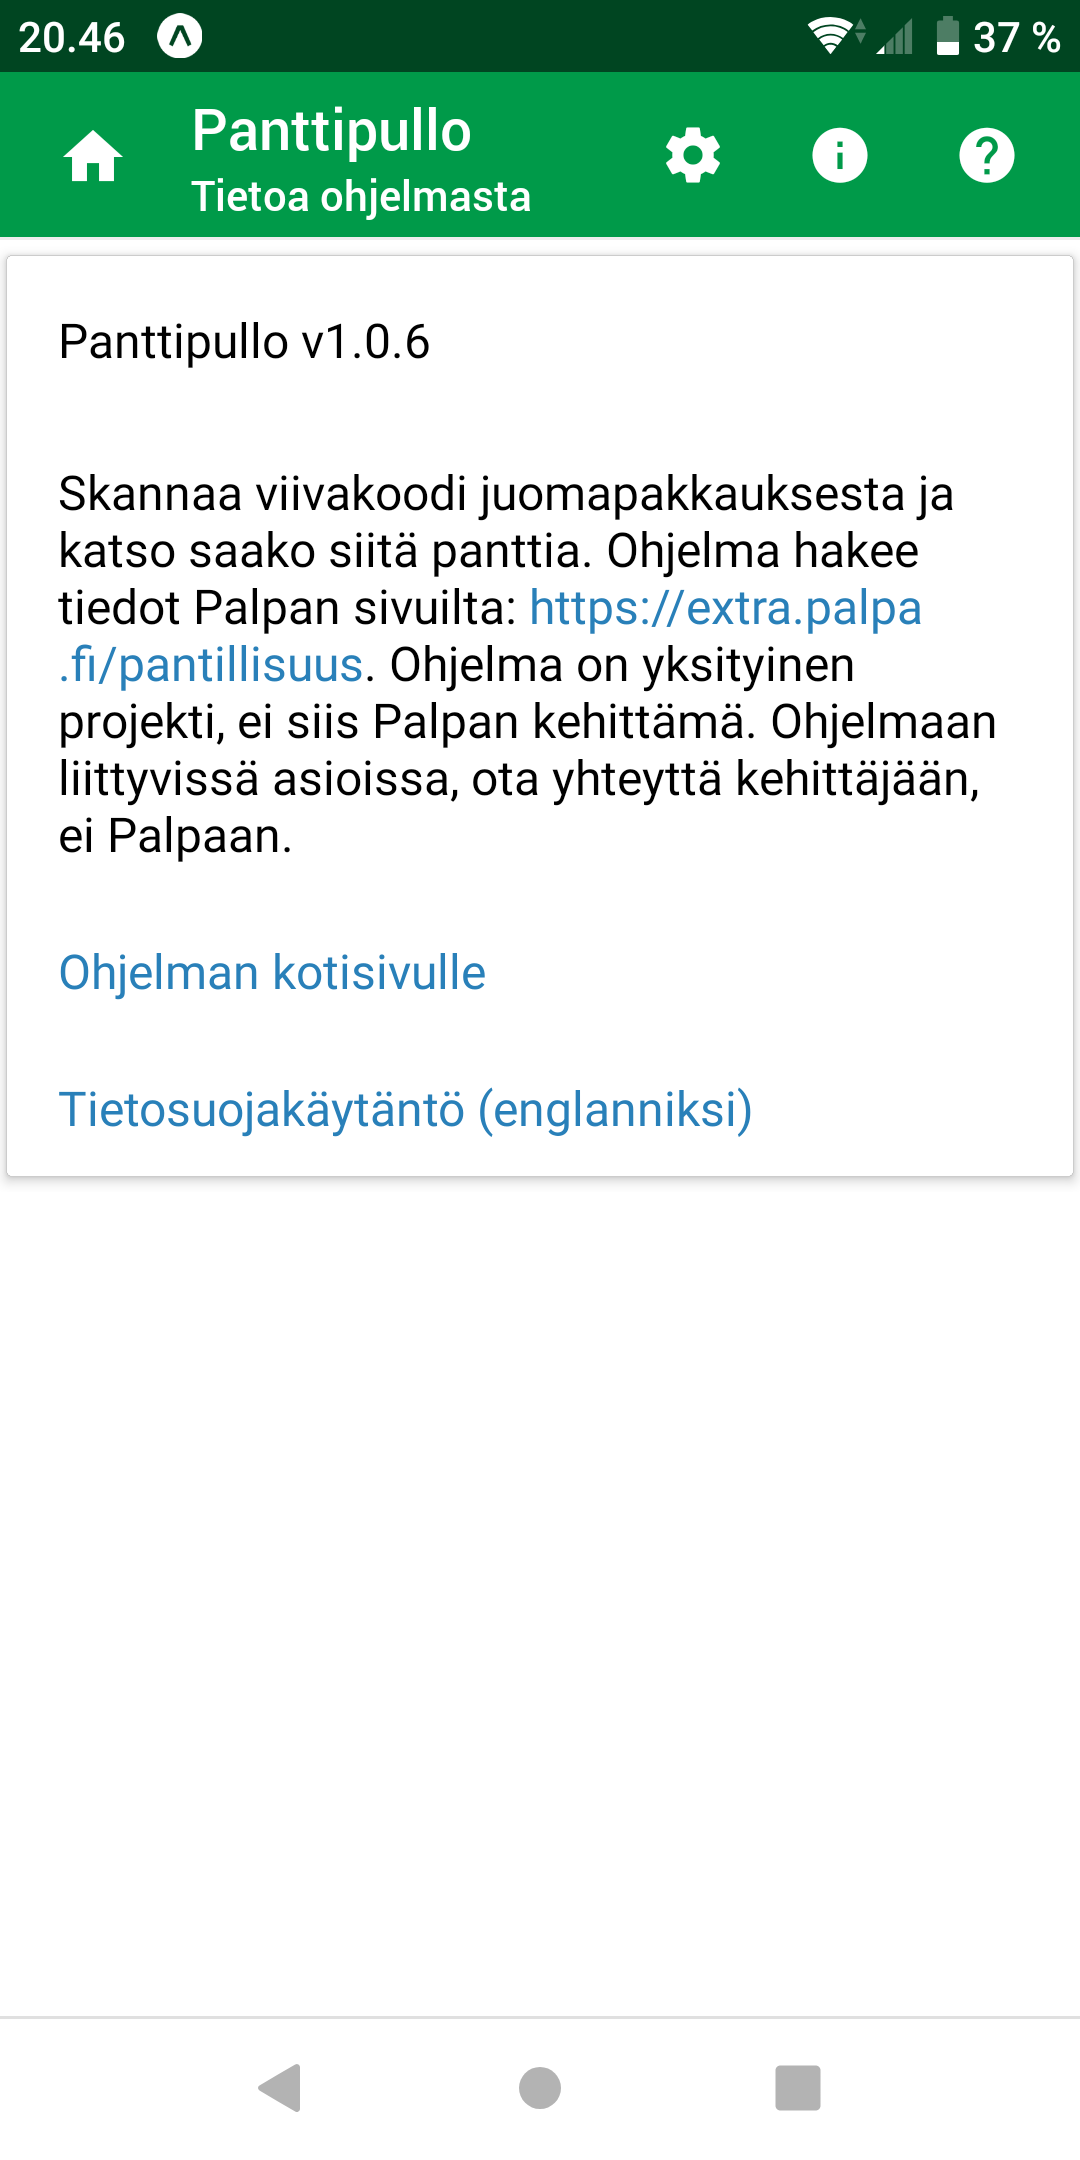 20.46
37 %
Panttipullo
Tietoa ohjelmasta
Panttipullo v1.0.6
Skannaa viivakoodi juomapakkauksesta ja
katso saako siitä panttia. Ohjelma hakee
tiedot Palpan sivuilta: https://extra.palpa
.fi/pantillisuus. Ohjelma on yksityinen
projekti, ei siis Palpan kehittämä. Ohjelmaan
liittyvissä asioissa, ota yhteyttä kehittäjään,
ei Palpaan.
Ohjelman kotisivulle
Tietosuojakäytäntö (englanniksi)